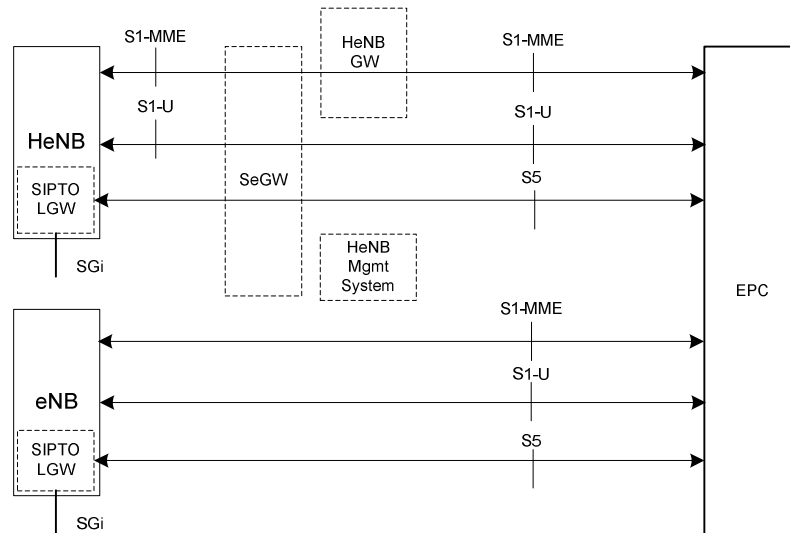 S1-MME
HeNB
GW
S1-MME
S1-U
S1-U
HeNB
SeGW
SIPTO
LGW
S5
SGi
HeNB
Mgmt
System
EPC
S1-MME
S1-U
eNB
SIPTO
LGW
S5
SGi